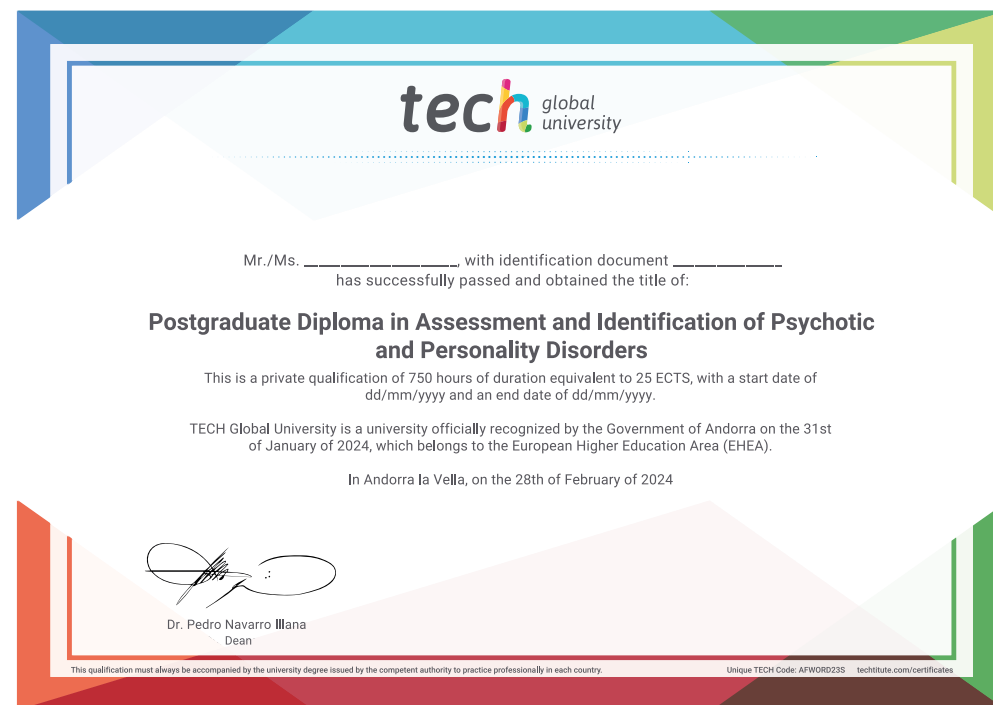 tech global university
Mr./Ms. ____________________, with identification document ______________
has successfully passed and obtained the title of:
Postgraduate Diploma in Assessment and Identification of Psychotic
and Personality Disorders
This is a private qualification of 750 hours of duration equivalent to 25 ECTS, with a start date of
dd/mm/yyyy and an end date of dd/mm/yyyy.
TECH Global University is a university officially recognized by the Government of Andorra on the 31st
of January of 2024, which belongs to the European Higher Education Area (EHEA).
In Andorra la Vella, on the 28th of February of 2024
Dr. Pedro Navarro Illana
Dean
This qualification must always be accompanied by the university degree issued by the competent authority to practice professionally in each country.
Unique TECH Code: AFWORD23S techtitute.com/certificates